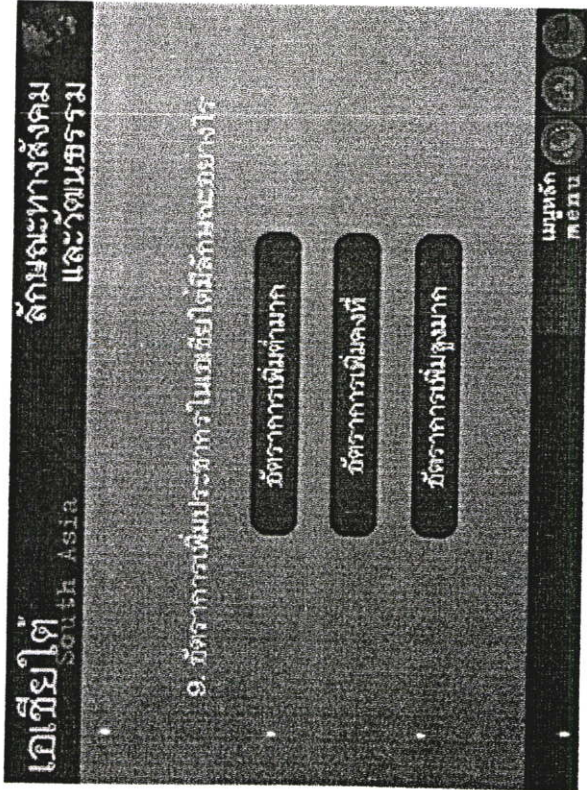 เอเชียใต้
South Asia
ลักษณะทางสังคม
และวัฒนธรรม
9. อัตราการเพิ่มประชากรในเอเชียใต้มีลักษณะอย่างไร
อัตราการเพิ่มต่ำมาก
อัตราการเพิ่มคงที่
อัตราการเพิ่มสูงมาก
เมนูหลัก
menu